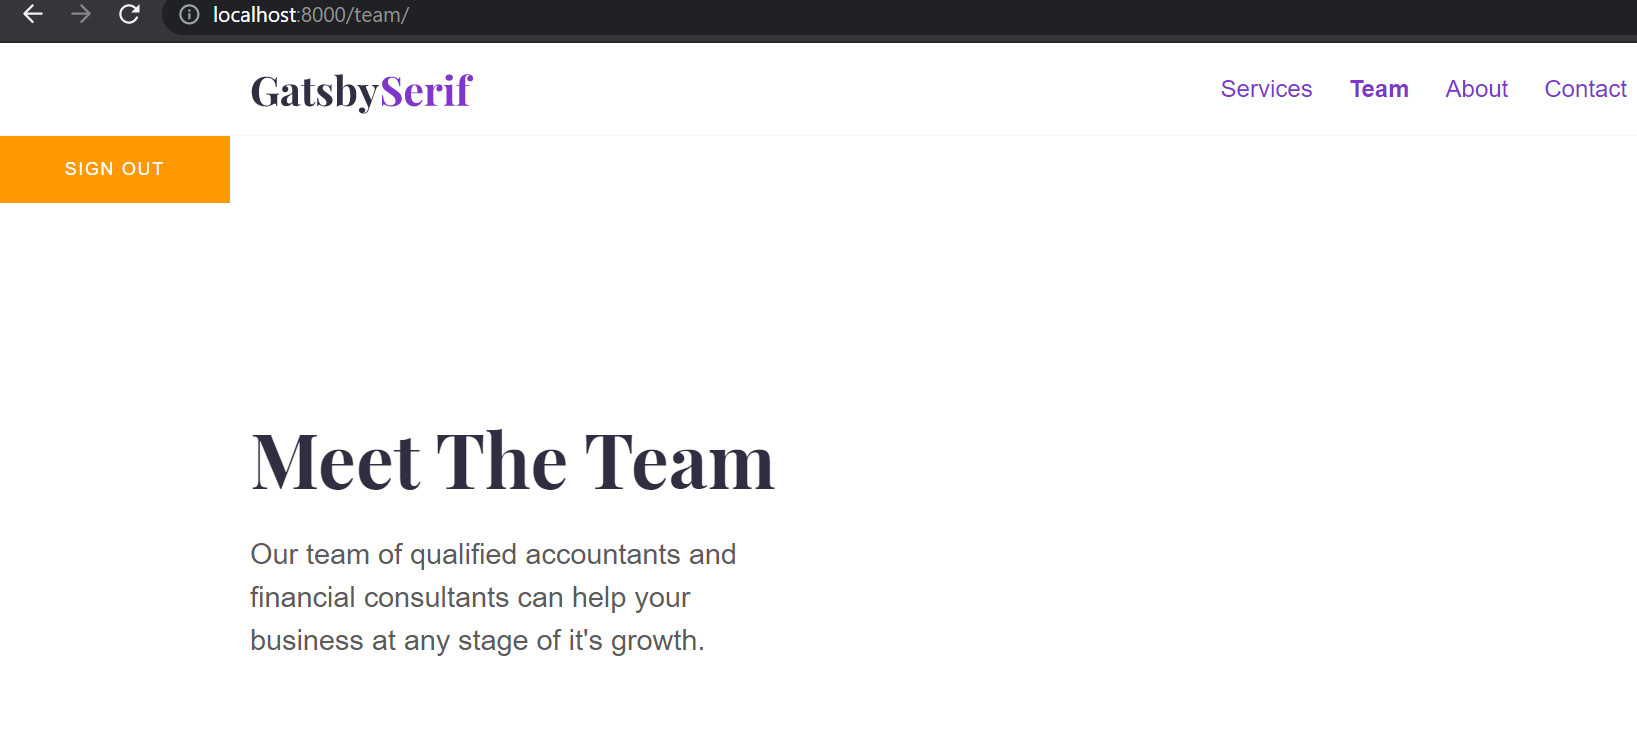 localhost:8000/team/
GatsbySerif
Services Team About Contact
SIGN OUT
Meet The Team
Our team of qualified accountants and
financial consultants can help your
business at any stage of it's growth.